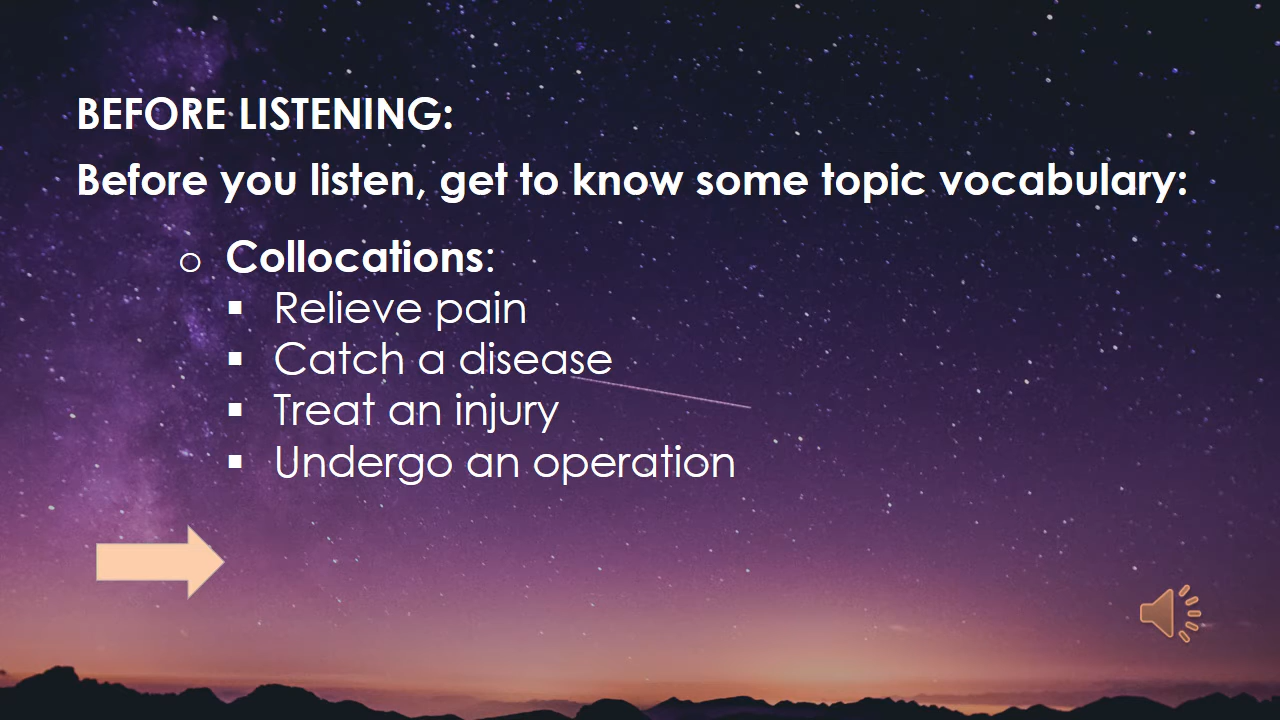 BEFORE LISTENING:
Before you listen, get to know some topic vocabulary:
o Collocations:
▪ Relieve pain
▪ Catch a disease
▪ Treat an injury
▪ Undergo an operation